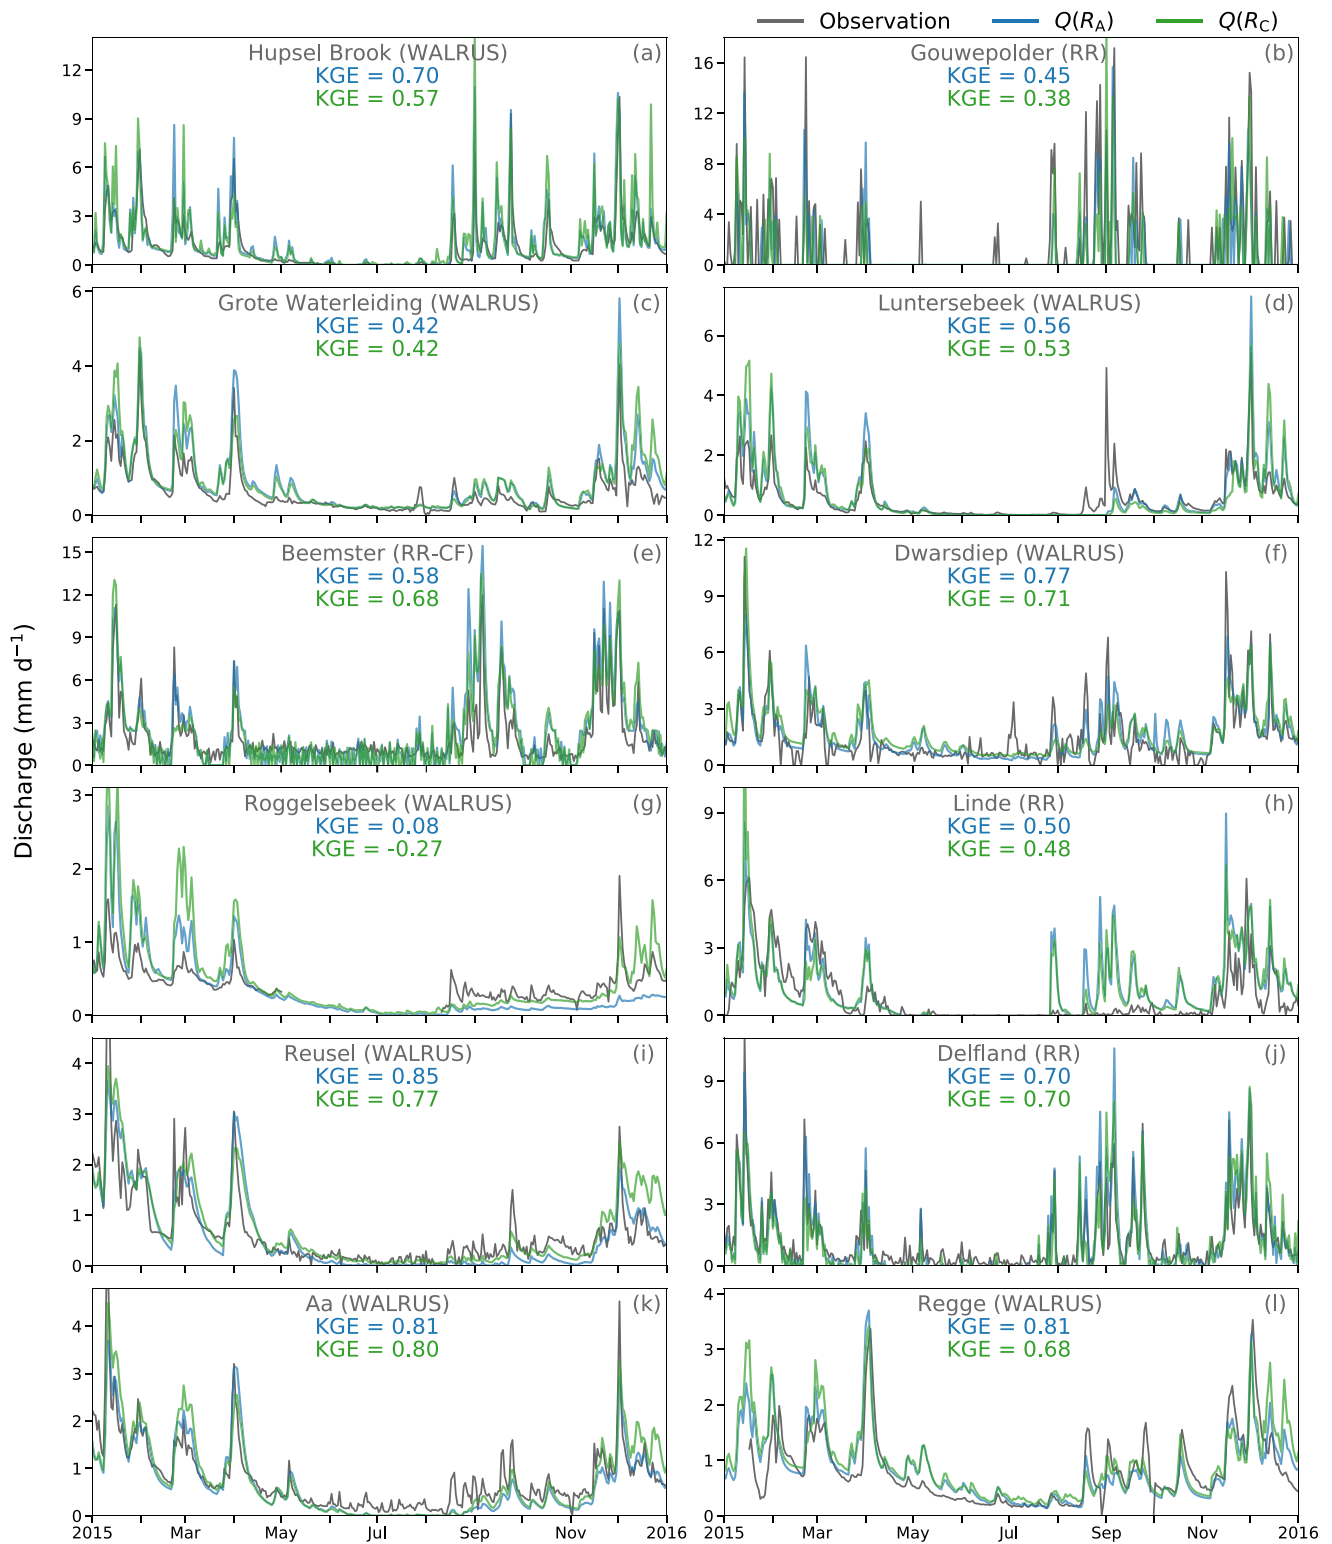 Observation Q(R_A) Q(R_C)
Hupsel Brook (WALRUS) (a)
KGE = 0.70
KGE = 0.57
12
9
6
3
0
Gouwepolder (RR) (b)
KGE = 0.45
KGE = 0.38
16
12
8
4
0
Grote Waterleiding (WALRUS) (c)
KGE = 0.42
KGE = 0.42
6
4
2
0
Luntersebeek (WALRUS) (d)
KGE = 0.56
KGE = 0.53
6
4
2
0
Beemster (RR-CF) (e)
KGE = 0.58
KGE = 0.68
15
12
9
6
3
0
Dwarsdiep (WALRUS) (f)
KGE = 0.77
KGE = 0.71
12
9
6
3
0
Discharge (mm d⁻¹)
Roggelsebeek (WALRUS) (g)
KGE = 0.08
KGE = -0.27
3
2
1
0
Linde (RR) (h)
KGE = 0.50
KGE = 0.48
9
6
3
0
Reusel (WALRUS) (i)
KGE = 0.85
KGE = 0.77
4
3
2
1
0
Delfland (RR) (j)
KGE = 0.70
KGE = 0.70
9
6
3
0
Aa (WALRUS) (k)
KGE = 0.81
KGE = 0.80
4
3
2
1
0
2015 Mar May Jul Sep Nov 2016
Regge (WALRUS) (l)
KGE = 0.81
KGE = 0.68
4
3
2
1
0
2015 Mar May Jul Sep Nov 2016